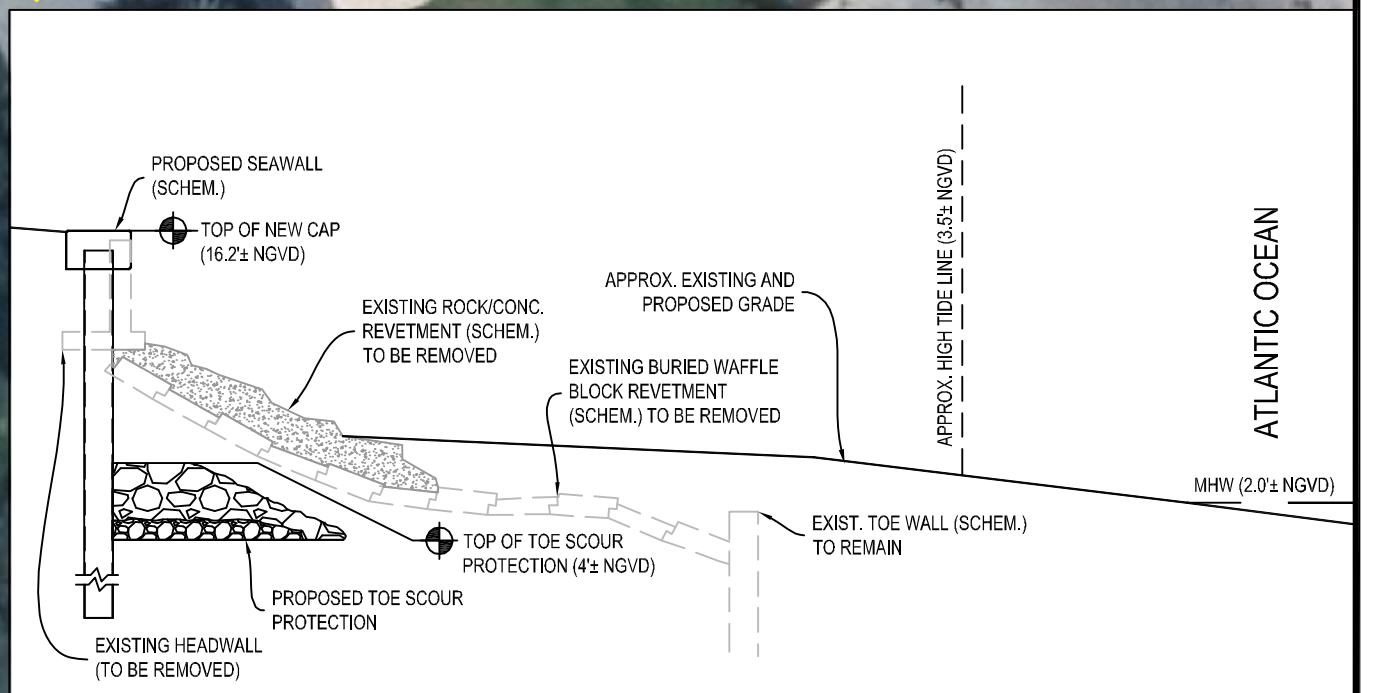 PROPOSED SEAWALL
(SCHEM.)
TOP OF NEW CAP
(16.2'± NGVD)
EXISTING ROCK/CONC.
REVETMENT (SCHEM.)
TO BE REMOVED
APPROX. EXISTING AND
PROPOSED GRADE
EXISTING BURIED WAFFLE
BLOCK REVETMENT
(SCHEM.) TO BE REMOVED
APPROX. HIGH TIDE LINE (3.5'± NGVD)
ATLANTIC OCEAN
MHW (2.0'± NGVD)
EXIST. TOE WALL (SCHEM.)
TO REMAIN
TOP OF TOE SCOUR
PROTECTION (4'± NGVD)
PROPOSED TOE SCOUR
PROTECTION
EXISTING HEADWALL
(TO BE REMOVED)